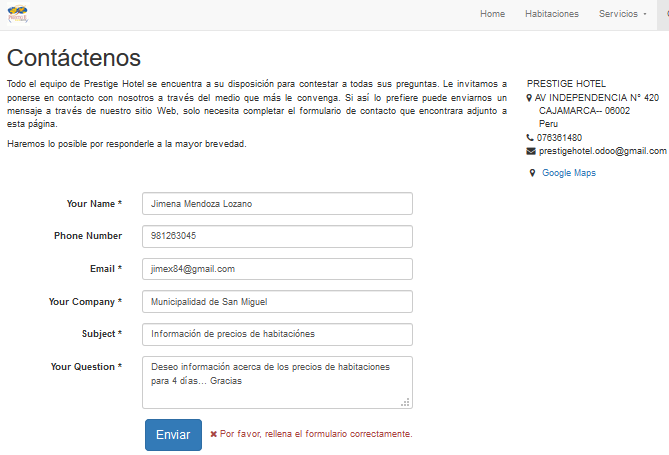 Home Habitaciones Servicios
Contáctenos
Todo el equipo de Prestige Hotel se encuentra a su disposición para contestar a todas sus preguntas. Le invitamos a
ponerse en contacto con nosotros a través del medio que más le convenga. Si así lo prefiere puede enviarnos un
mensaje a través de nuestro sitio Web, solo necesita completar el formulario de contacto que encontrara adjunto a
esta página.
Haremos lo posible por responderle a la mayor brevedad.
PRESTIGE HOTEL
AV INDEPENDENCIA N° 420
CAJAMARCA-- 06002
Peru
076361480
prestigehotel.odoo@gmail.com
Google Maps
Your Name * Jimena Mendoza Lozano
Phone Number 981263045
Email * jimex84@gmail.com
Your Company * Municipalidad de San Miguel
Subject * Información de precios de habitaciónes
Your Question * Deseo información acerca de los precios de habitaciones
para 4 días... Gracias
Enviar ✖ Por favor, rellena el formulario correctamente.